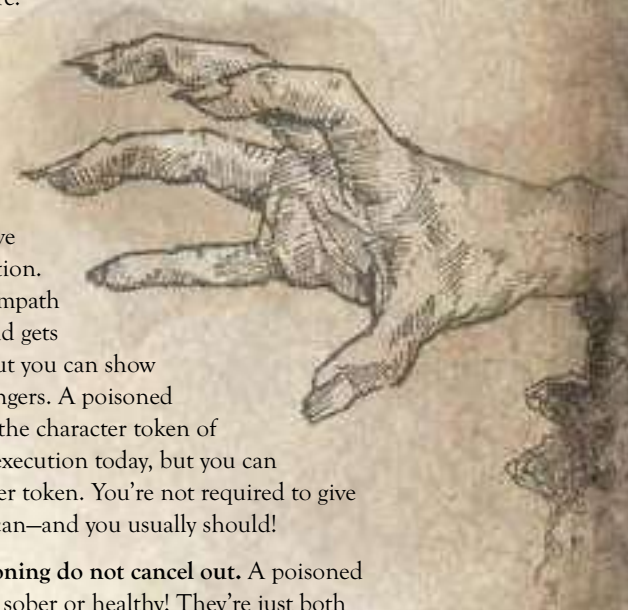 re.
ve
tion.
mpath
d gets
ut you can show
ngers. A poisoned
the character token of
execution today, but you can
er token. You're not required to give
can—and you usually should!
oning do not cancel out. A poisoned
sober or healthy! They're just both